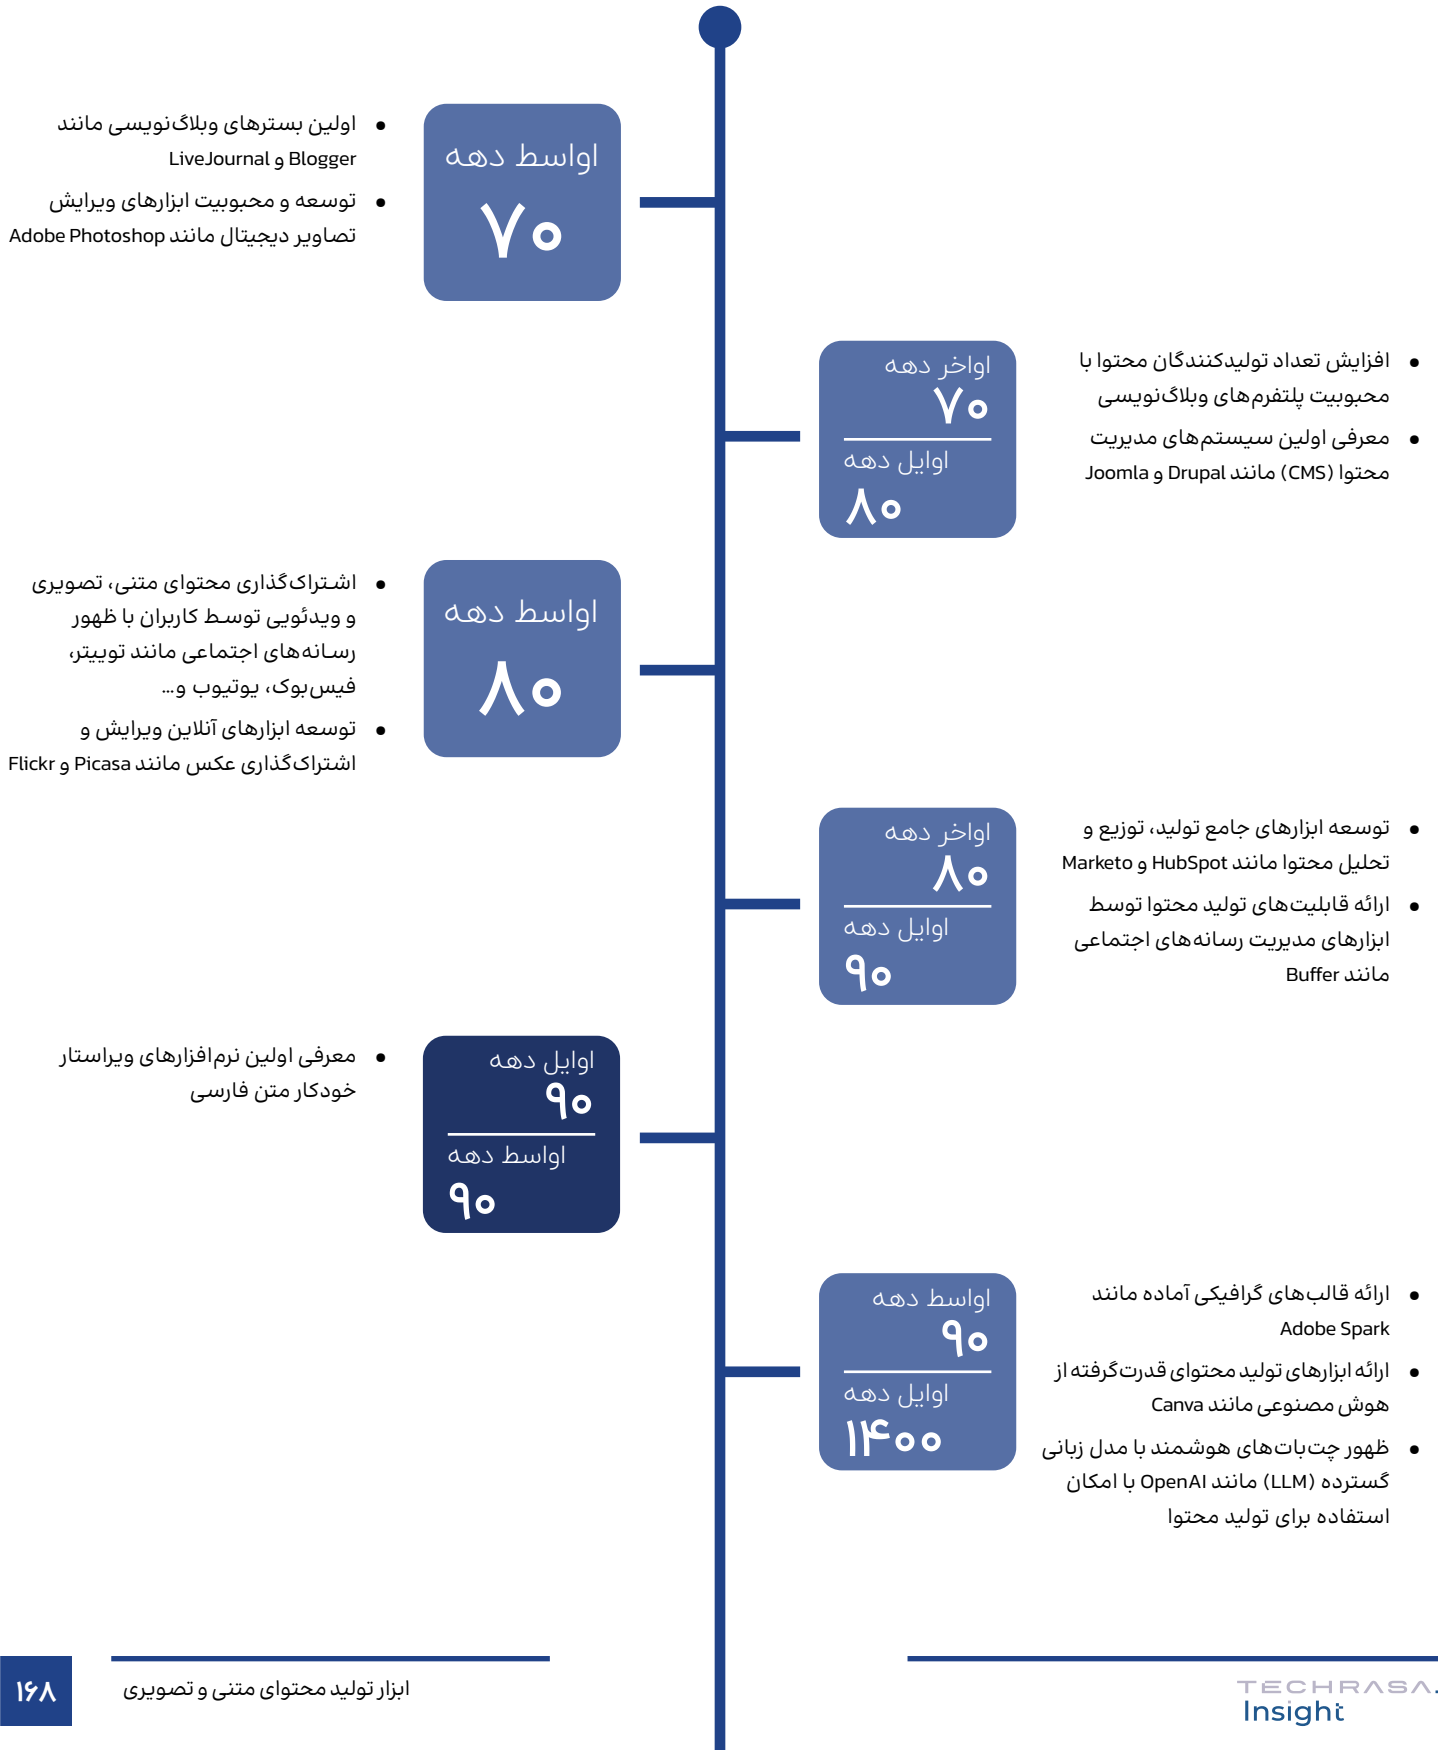 اواسط دهه
۷۰
● اولین بسترهای وبلاگ‌نویسی مانند
Blogger و LiveJournal
● توسعه و محبوبیت ابزارهای ویرایش
تصاویر دیجیتال مانند Adobe Photoshop
اواخر دهه
۷۰
اوایل دهه
۸۰
● افزایش تعداد تولیدکنندگان محتوا با
محبوبیت پلتفرم‌های وبلاگ‌نویسی
● معرفی اولین سیستم‌های مدیریت
محتوا (CMS) مانند Drupal و Joomla
اواسط دهه
۸۰
● اشتراک‌گذاری محتوای متنی، تصویری
و ویدئویی توسط کاربران با ظهور
رسانه‌های اجتماعی مانند توییتر،
فیس‌بوک، یوتیوب و...
● توسعه ابزارهای آنلاین ویرایش و
اشتراک‌گذاری عکس مانند Picasa و Flickr
اواخر دهه
۸۰
اوایل دهه
۹۰
● توسعه ابزارهای جامع تولید، توزیع و
تحلیل محتوا مانند HubSpot و Marketo
● ارائه قابلیت‌های تولید محتوا توسط
ابزارهای مدیریت رسانه‌های اجتماعی
مانند Buffer
اوایل دهه
۹۰
اواسط دهه
۹۰
● معرفی اولین نرم‌افزارهای ویراستار
خودکار متن فارسی
اواسط دهه
۹۰
اوایل دهه
۱۴۰۰
● ارائه قالب‌های گرافیکی آماده مانند
Adobe Spark
● ارائه ابزارهای تولید محتوای قدرت‌گرفته از
هوش مصنوعی مانند Canva
● ظهور چت‌بات‌های هوشمند با مدل زبانی
گسترده (LLM) مانند OpenAI با امکان
استفاده برای تولید محتوا
TECHRASA.
Insight
ابزار تولید محتوای متنی و تصویری
۱۶۸